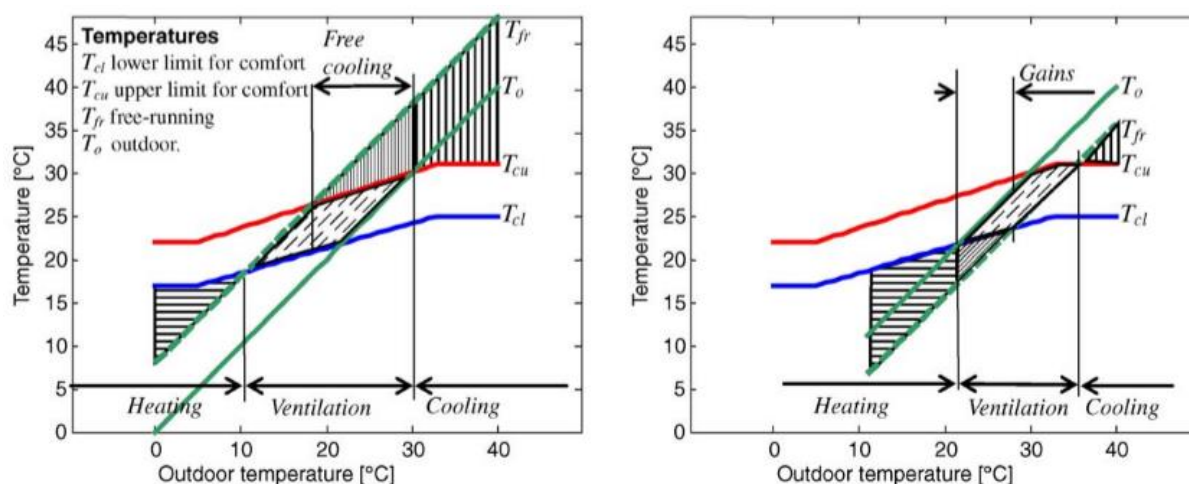 Temperatures
T_cl lower limit for comfort
T_cu upper limit for comfort
T_fr free-running
T_o outdoor.
Free
cooling
T_fr
T_o
T_cu
T_cl
Heating
Ventilation
Cooling
45
40
35
30
25
20
15
10
5
0
Temperature [°C]
0
10
20
30
40
Outdoor temperature [°C]
Gains
T_o
T_fr
T_cu
T_cl
Heating
Ventilation
Cooling
45
40
35
30
25
20
15
10
5
0
Temperature [°C]
0
10
20
30
40
Outdoor temperature [°C]